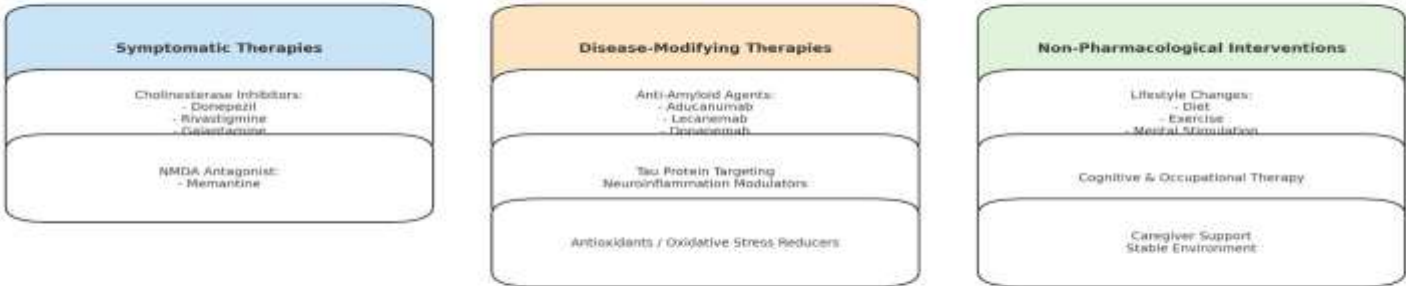 Symptomatic Therapies
Cholinesterase Inhibitors:
- Donepezil
- Rivastigmine
- Galantamine
NMDA Antagonist:
- Memantine
Disease-Modifying Therapies
Anti-Amyloid Agents:
- Aducanumab
- Lecanemab
- Donanemab
Tau Protein Targeting
Neuroinflammation Modulators
Antioxidants / Oxidative Stress Reducers
Non-Pharmacological Interventions
Lifestyle Changes:
- Diet
- Exercise
- Mental Stimulation
Cognitive & Occupational Therapy
Caregiver Support
Stable Environment